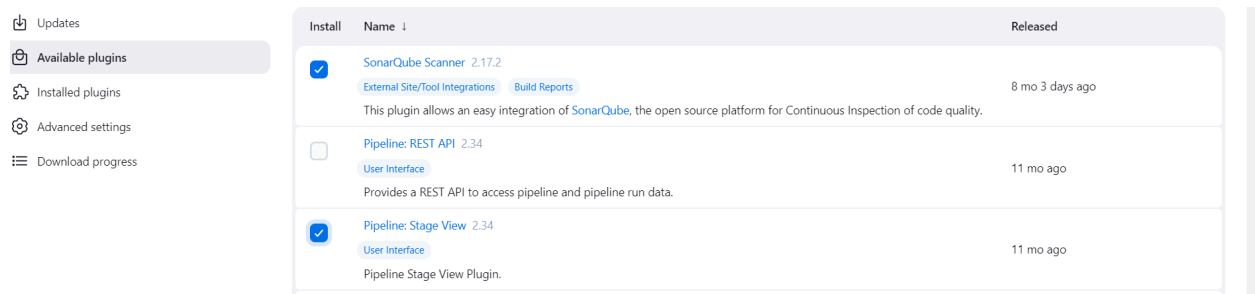 Updates
Available plugins
Installed plugins
Advanced settings
Download progress
Install Name ↓ Released
SonarQube Scanner 2.17.2
External Site/Tool Integrations Build Reports
This plugin allows an easy integration of SonarQube, the open source platform for Continuous Inspection of code quality.
8 mo 3 days ago
Pipeline: REST API 2.34
User Interface
Provides a REST API to access pipeline and pipeline run data.
11 mo ago
Pipeline: Stage View 2.34
User Interface
Pipeline Stage View Plugin.
11 mo ago